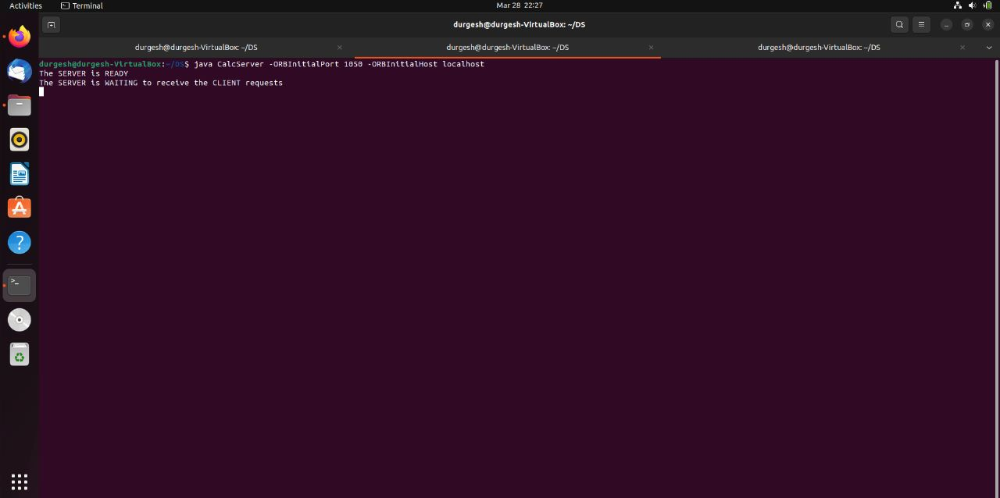 Activities
Terminal
Mar 28 22:27
durgesh@durgesh-VirtualBox: ~/DS
durgesh@durgesh-VirtualBox: ~/DS
durgesh@durgesh-VirtualBox: ~/DS
durgesh@durgesh-VirtualBox: ~/DS
durgesh@durgesh-VirtualBox:~/DS$ java CalcServer -ORBInitialPort 1050 -ORBInitialHost localhost
The SERVER is READY
The SERVER is WAITING to receive the CLIENT requests